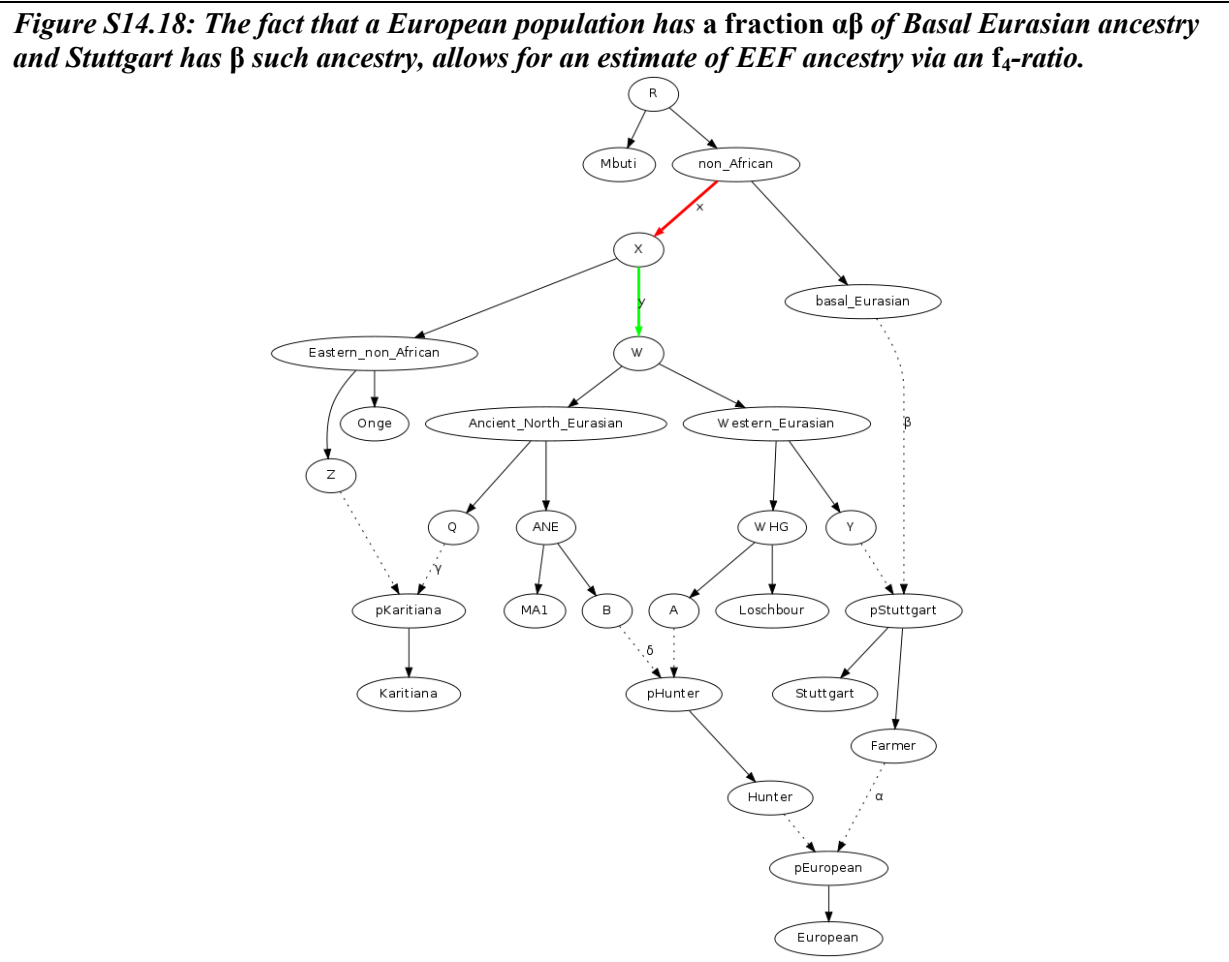 Figure S14.18: The fact that a European population has a fraction αβ of Basal Eurasian ancestry
and Stuttgart has β such ancestry, allows for an estimate of EEF ancestry via an f₄-ratio.
R
Mbuti
non_African
x
X
basal_Eurasian
y
Eastern_non_African
W
Onge
Ancient_North_Eurasian
Western_Eurasian
β
Z
Q
ANE
WHG
Y
γ
pKaritiana
MA1
B
A
Loschbour
pStuttgart
δ
Karitiana
pHunter
Stuttgart
Farmer
Hunter
α
pEuropean
European